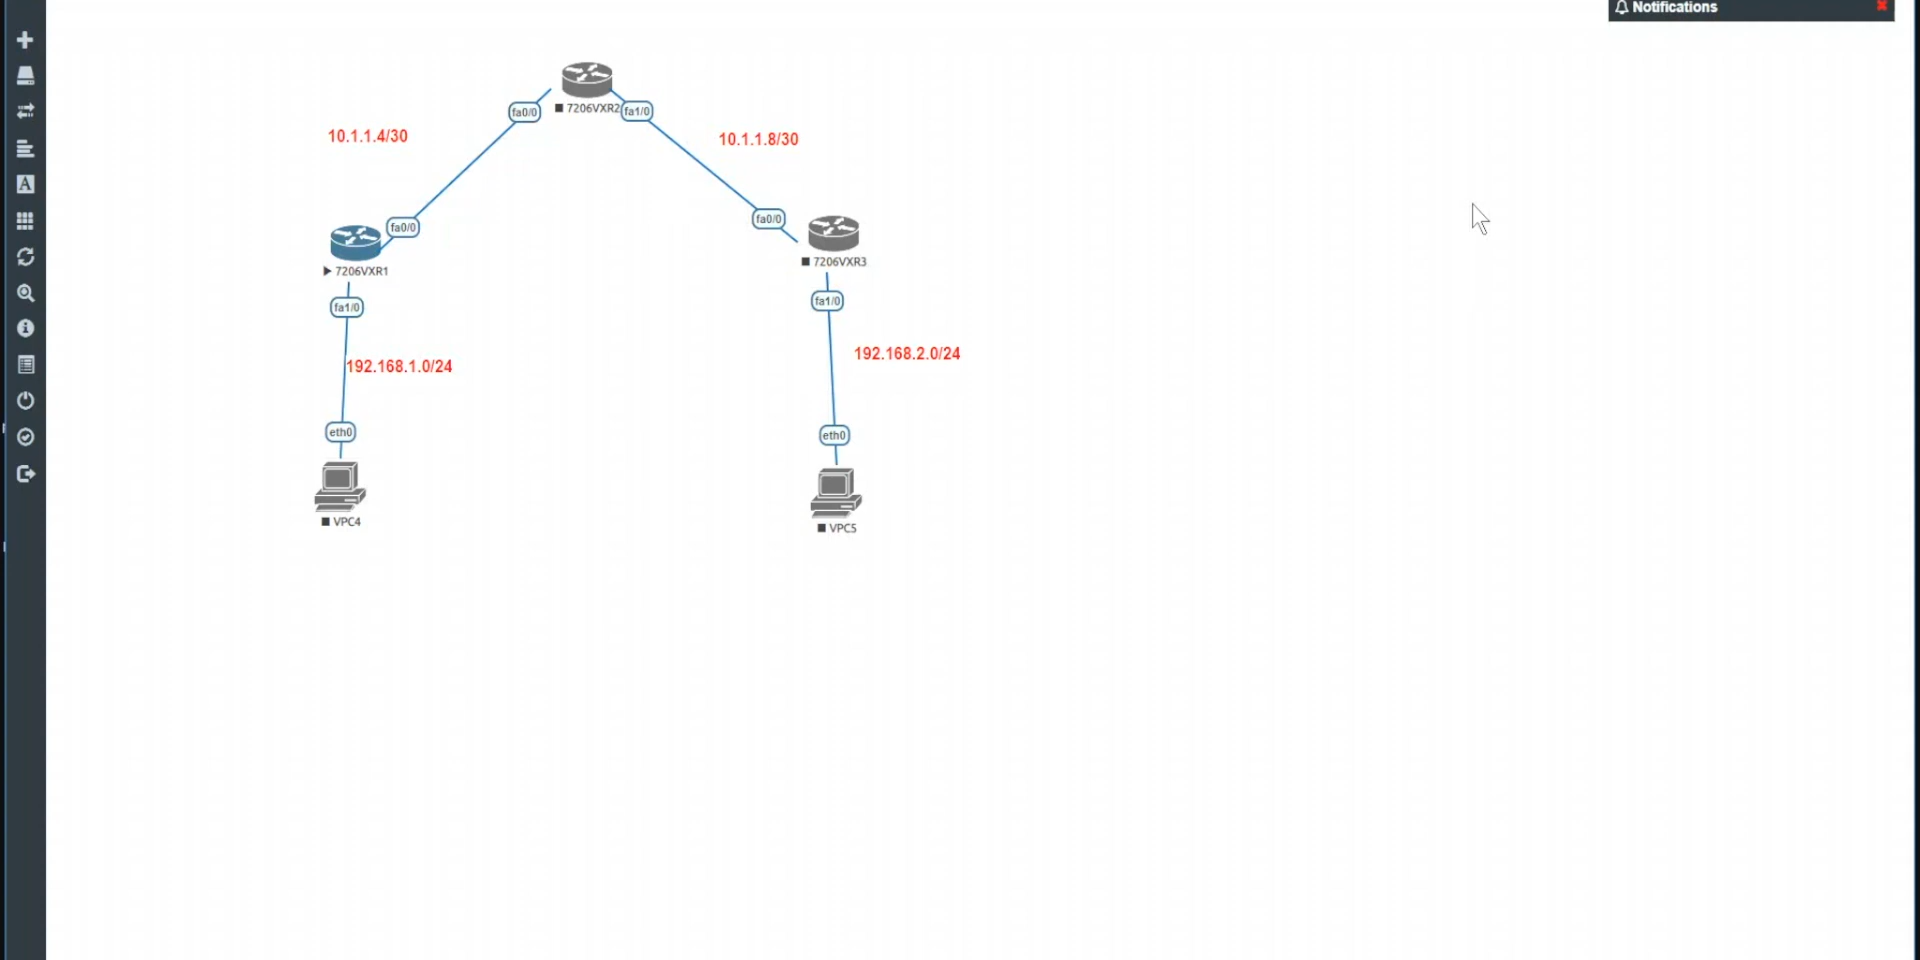 Notifications
7206VXR2
fa0/0
fa1/0
10.1.1.4/30
10.1.1.8/30
fa0/0
fa0/0
7206VXR1
7206VXR3
fa1/0
fa1/0
192.168.1.0/24
192.168.2.0/24
eth0
eth0
VPC4
VPC5
A